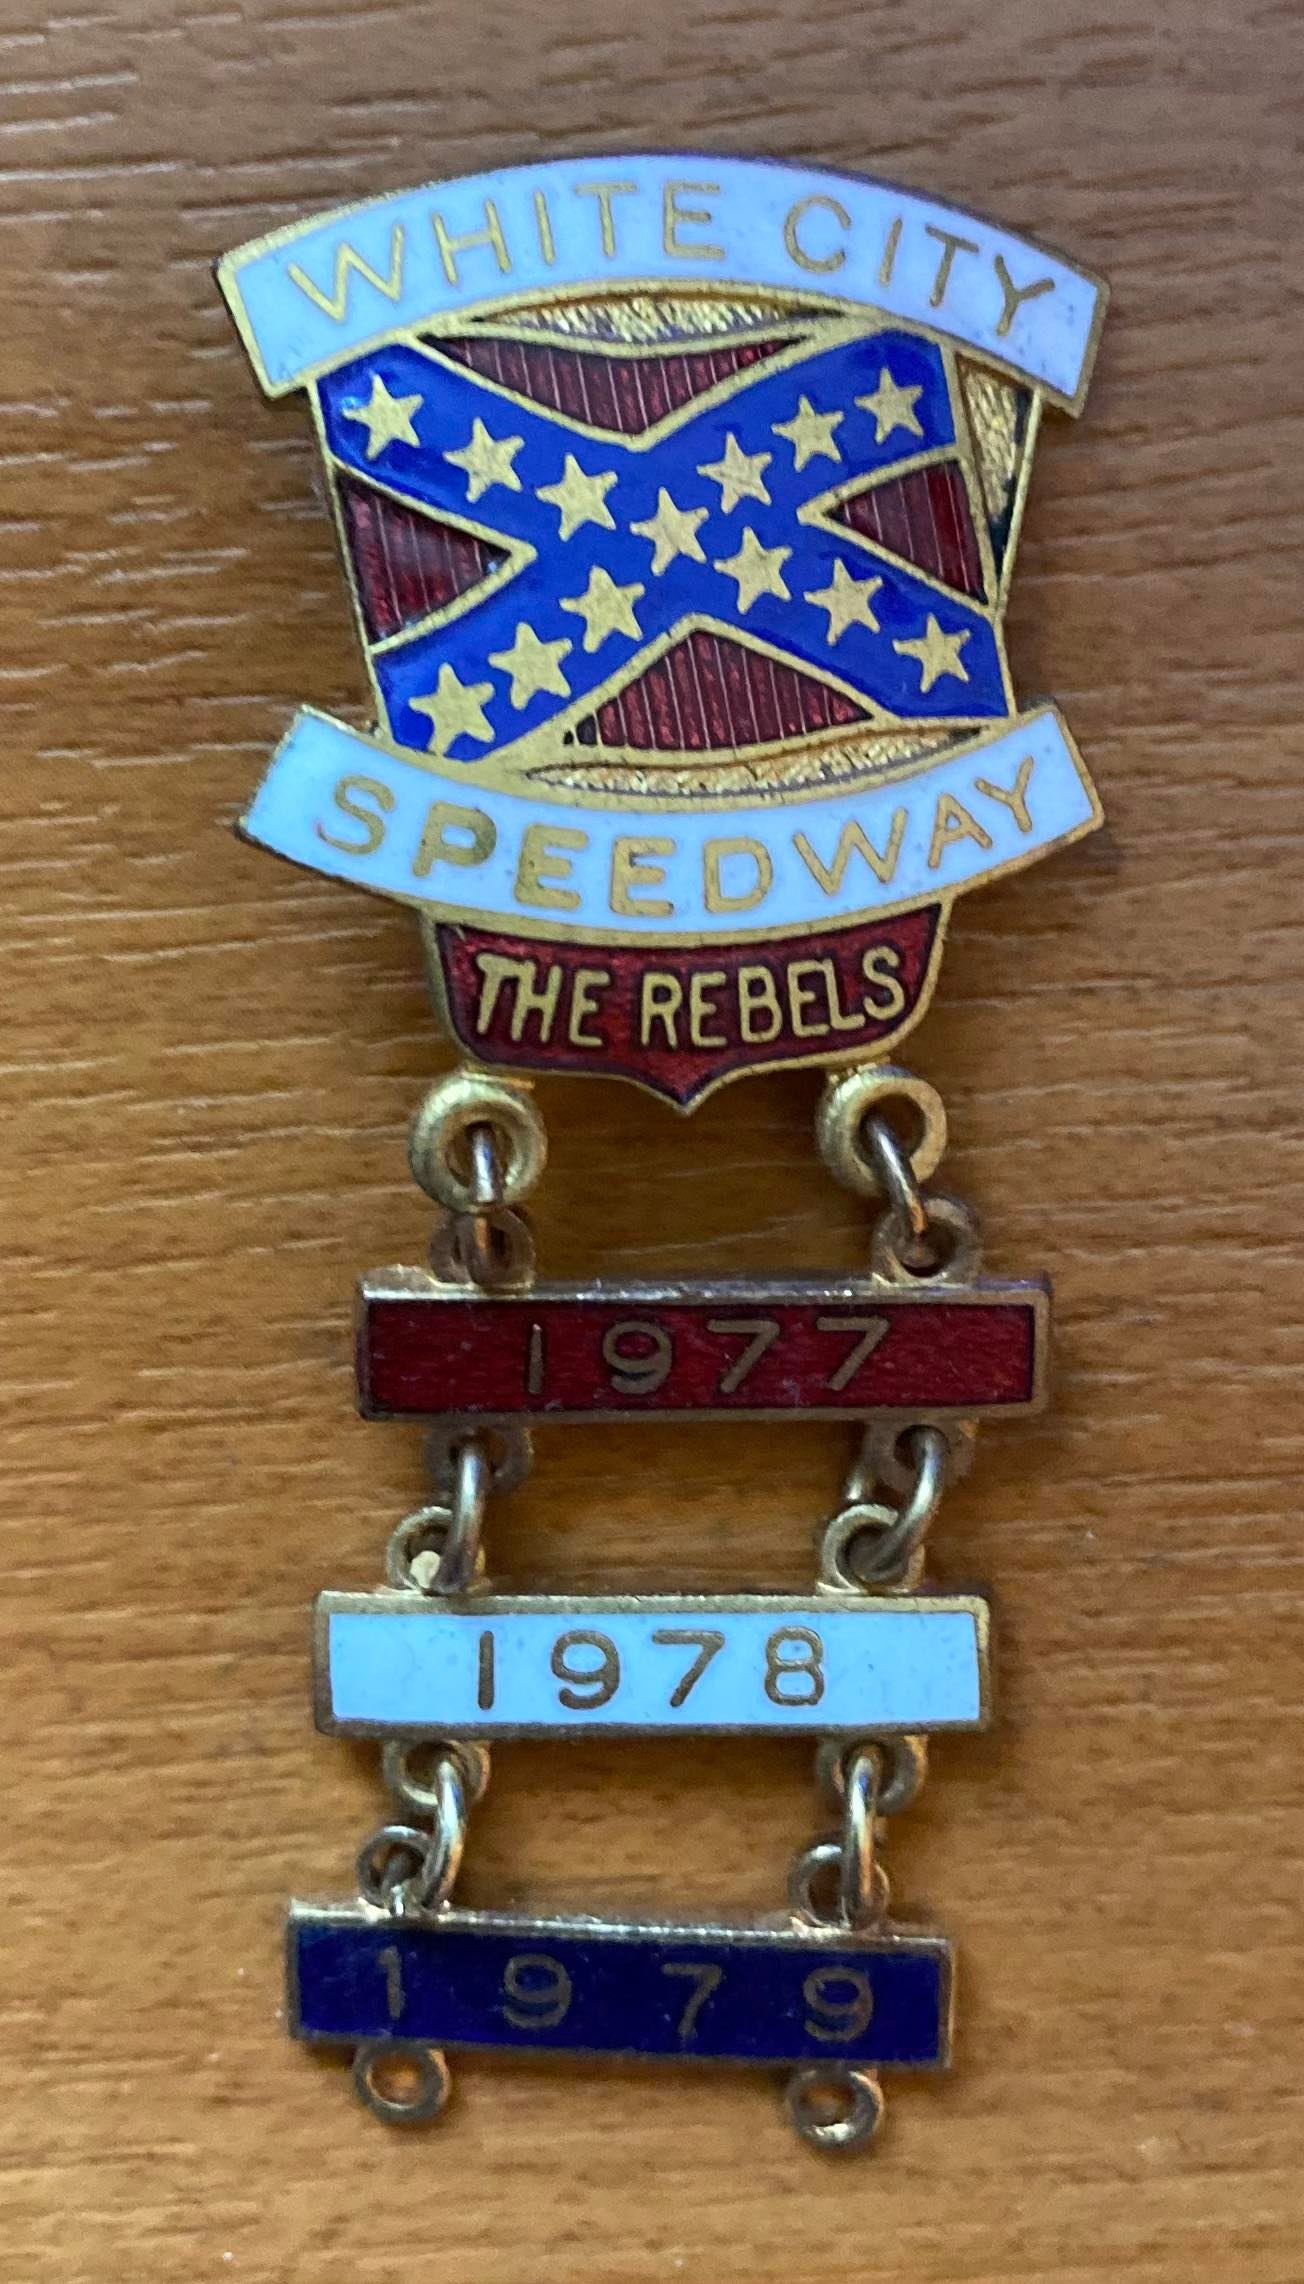 WHITE CITY
SPEEDWAY
THE REBELS
1977
1978
1979